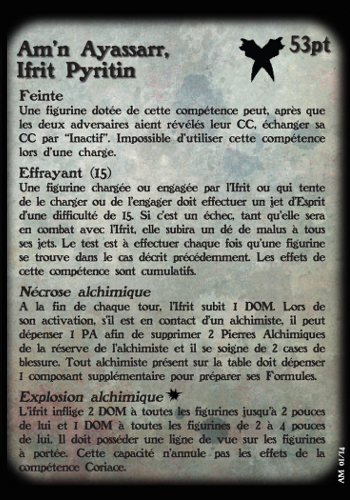 Am'n Ayassarr,
Ifrit Pyritin
53pt
Feinte
Une figurine dotée de cette compétence peut, après que
les deux adversaires aient révélés leur CC, échanger sa
CC par "Inactif". Impossible d'utiliser cette compétence
lors d'une charge.
Effrayant (15)
Une figurine chargée ou engagée par l'Ifrit ou qui tente
de le charger ou de l'engager doit effectuer un jet d'Esprit
d'une difficulté de 15. Si c'est un échec, tant qu'elle sera
en combat avec l'Ifrit, elle subira un dé de malus à tous
ses jets. Le test est à effectuer chaque fois qu'une figurine
se trouve dans le cas décrit précédemment. Les effets de
cette compétence sont cumulatifs.
Nécrose alchimique
A la fin de chaque tour, l'Ifrit subit 1 DOM. Lors de
son activation, s'il est en contact d'un alchimiste, il peut
dépenser 1 PA afin de supprimer 2 Pierres Alchimiques
de la réserve de l'alchimiste et il se soigne de 2 cases de
blessure. Tout alchimiste présent sur la table doit dépenser
1 composant supplémentaire pour préparer ses Formules.
Explosion alchimique
L'ifrit inflige 2 DOM à toutes les figurines jusqu'à 2 pouces
de lui et 1 DOM à toutes les figurines de 2 à 4 pouces
de lui. Il doit posséder une ligne de vue sur les figurines
à portée. Cette capacité n'annule pas les effets de la
compétence Coriace.
AM 01/14